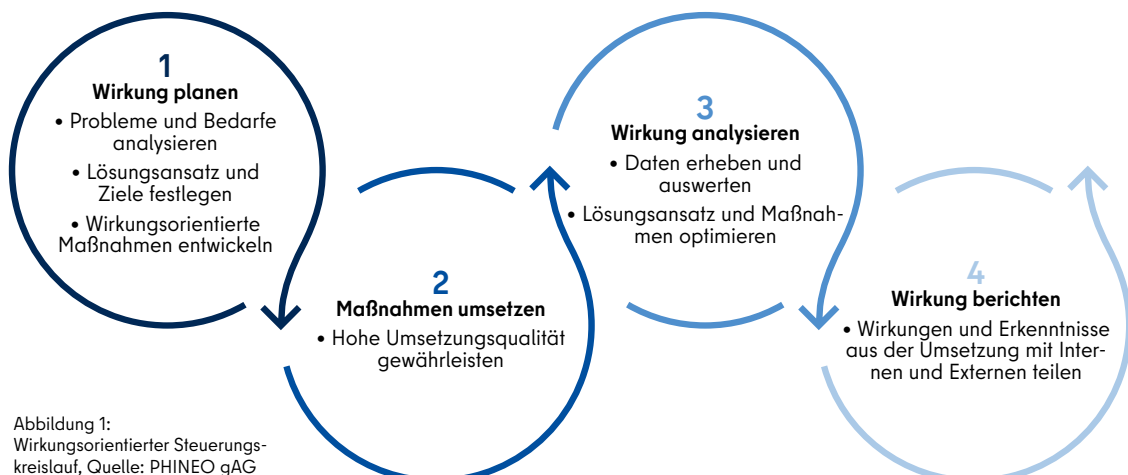 1
Wirkung planen
• Probleme und Bedarfe
analysieren
• Lösungsansatz und
Ziele festlegen
• Wirkungsorientierte
Maßnahmen entwickeln
2
Maßnahmen umsetzen
• Hohe Umsetzungsqualität
gewährleisten
3
Wirkung analysieren
• Daten erheben und
auswerten
• Lösungsansatz und Maßnah-
men optimieren
4
Wirkung berichten
• Wirkungen und Erkenntnisse
aus der Umsetzung mit Inter-
nen und Externen teilen
Abbildung 1:
Wirkungsorientierter Steuerungs-
kreislauf, Quelle: PHINEO gAG